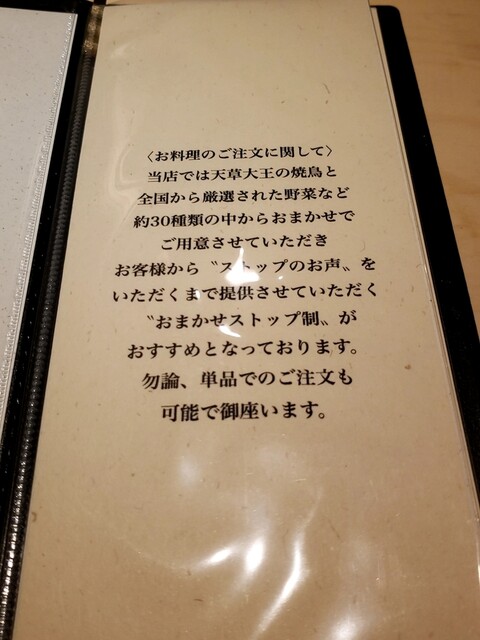 〈お料理のご注文に関して〉
当店では天草大王の焼鳥と
全国から厳選された野菜など
約30種類の中からおまかせで
ご用意させていただき
お客様から〝ストップのお声〟を
いただくまで提供させていただく
〝おまかせストップ制〟が
おすすめとなっております。
勿論、単品でのご注文も
可能で御座います。